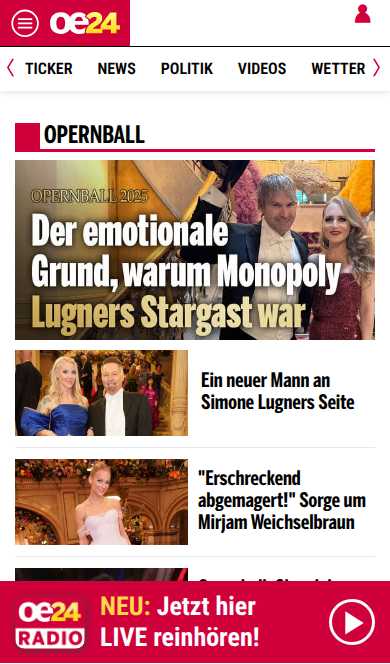 oe24
TICKER NEWS POLITIK VIDEOS WETTER
OPERNBALL
OPERNBALL 2025
Der emotionale
Grund, warum Monopoly
Lugners Stargast war
Ein neuer Mann an
Simone Lugners Seite
"Erschreckend
abgemagert!" Sorge um
Mirjam Weichselbraun
oe24
RADIO
NEU: Jetzt hier
LIVE reinhören!